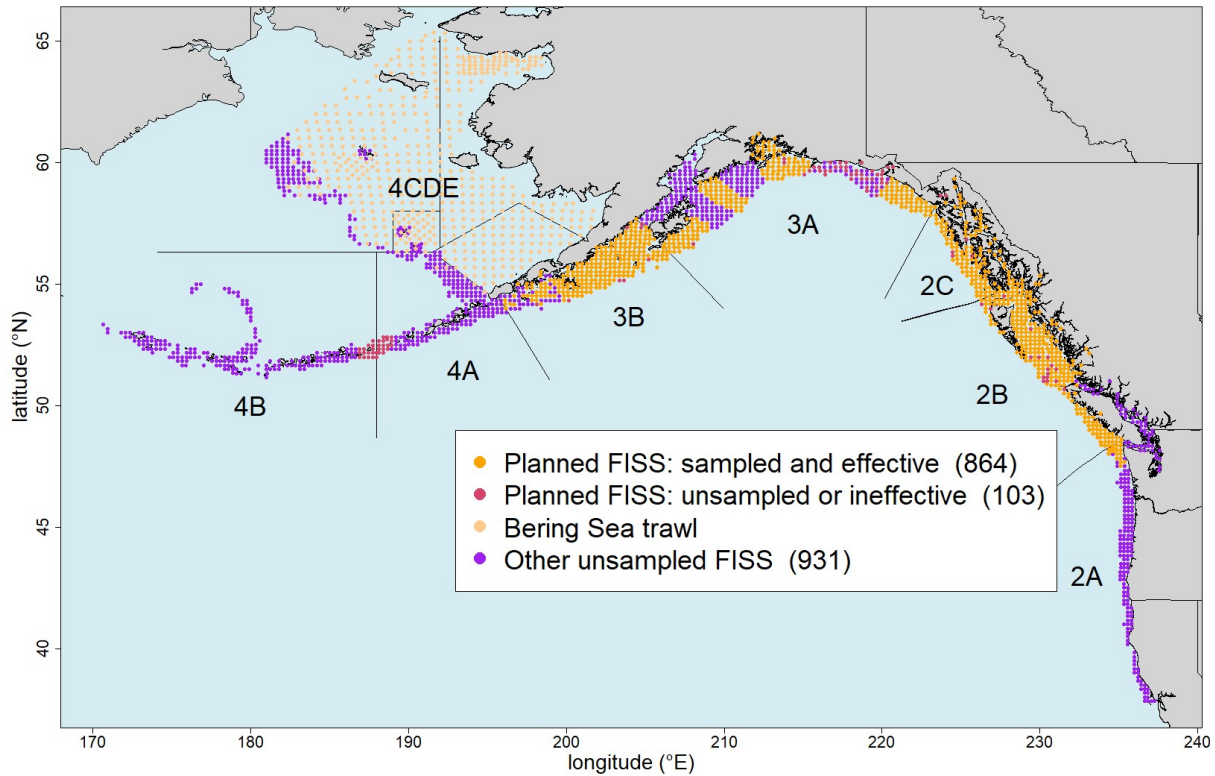 65
60
55
50
45
40
latitude (°N)
4CDE
3A
2C
3B
4A
4B
2B
2A
Planned FISS: sampled and effective (864)
Planned FISS: unsampled or ineffective (103)
Bering Sea trawl
Other unsampled FISS (931)
170 180 190 200 210 220 230 240
longitude (°E)